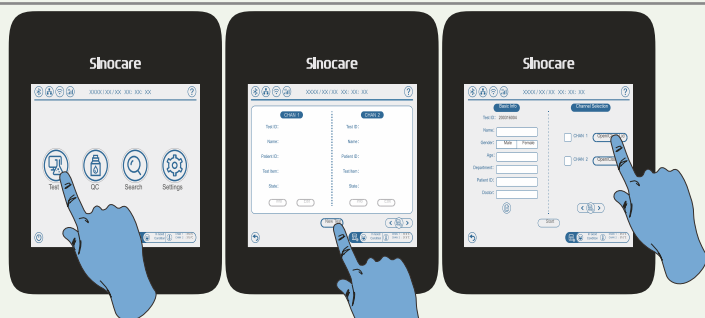 Sinocare
XXXX/XX/XX XX: XX: XX
?
Test
QC
Search
Settings
Sinocare
XXXX/XX/XX XX: XX: XX
?
CHAN 1
CHAN 2
Test ID:
Test ID:
Name:
Name:
Patient ID:
Patient ID:
Test Item:
Test Item:
State:
State:
Sinocare
XXXX/XX/XX XX: XX: XX
?
Basic Info
Channel Selection
Test ID: 200016004
Name:
Gender:
Male
Female
Age:
Department:
Patient ID:
Doctor:
CHAN 1
CHAN 2